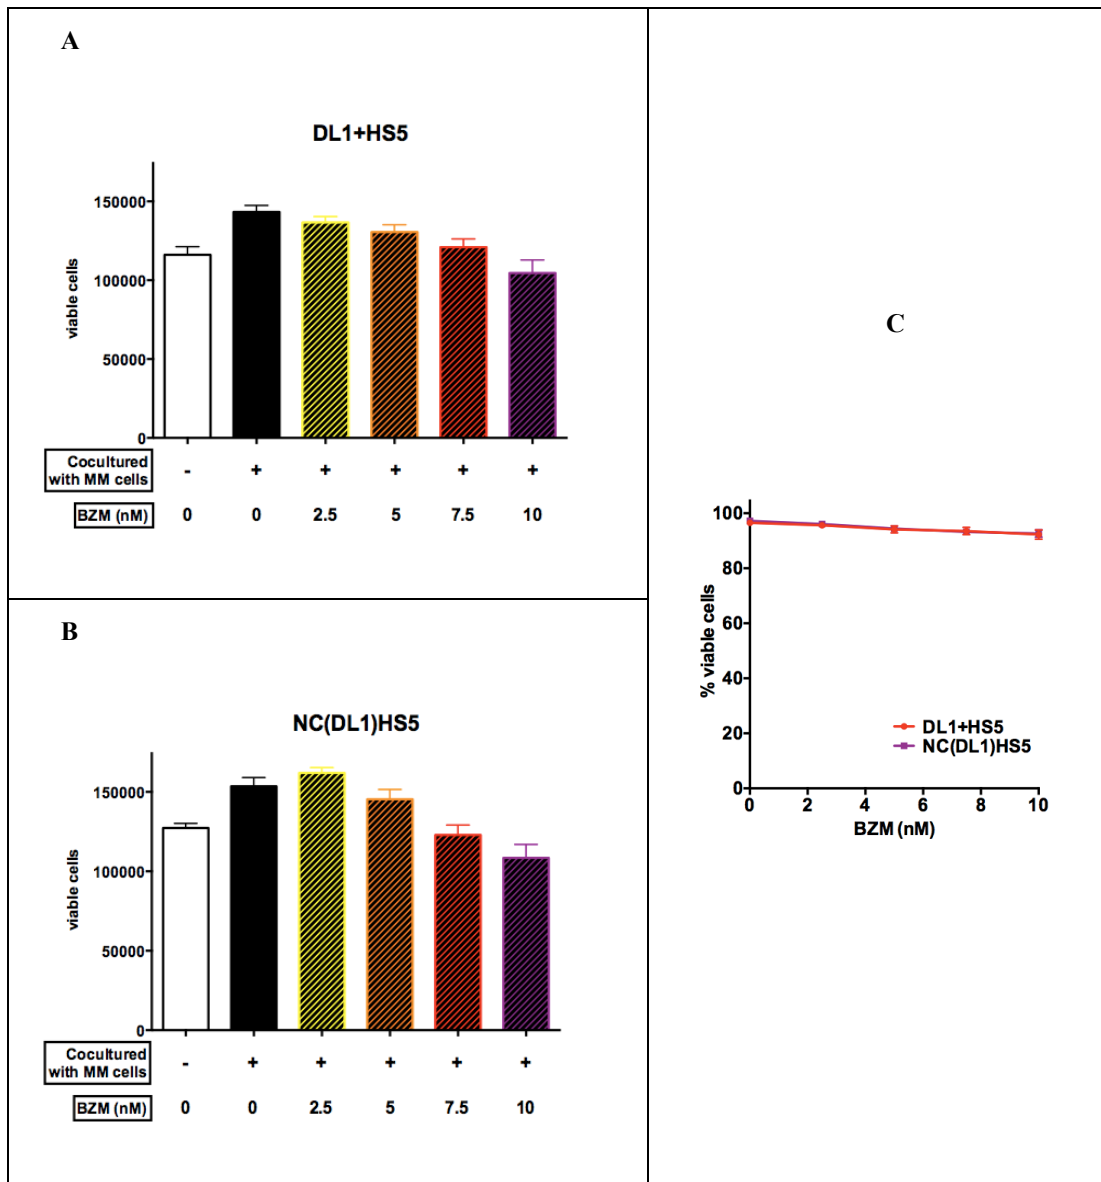 A
DL1+HS5
150000
100000
50000
0
viable cells
Cocultured
with MM cells
- + + + + +
BZM (nM)
0 0 2.5 5 7.5 10
B
NC(DL1)HS5
150000
100000
50000
0
viable cells
Cocultured
with MM cells
- + + + + +
BZM (nM)
0 0 2.5 5 7.5 10
C
100
80
60
40
20
0
% viable cells
DL1+HS5
NC(DL1)HS5
0 2 4 6 8 10
BZM (nM)